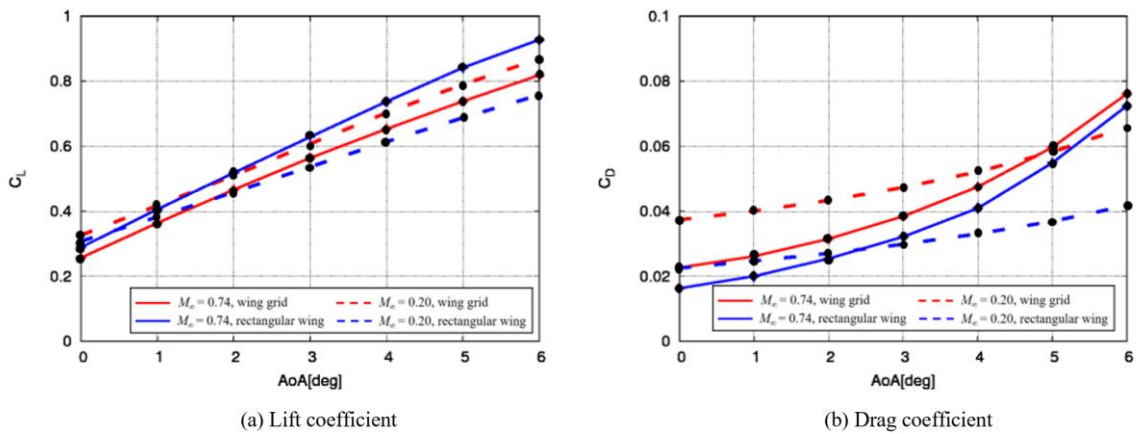 1
0.8
0.6
C_L
0.4
0.2
0
M∞ = 0.74, wing grid
M∞ = 0.20, wing grid
M∞ = 0.74, rectangular wing
M∞ = 0.20, rectangular wing
0 1 2 3 4 5 6
AoA[deg]
(a) Lift coefficient
0.1
0.08
0.06
C_D
0.04
0.02
0
M∞ = 0.74, wing grid
M∞ = 0.20, wing grid
M∞ = 0.74, rectangular wing
M∞ = 0.20, rectangular wing
0 1 2 3 4 5 6
AoA[deg]
(b) Drag coefficient